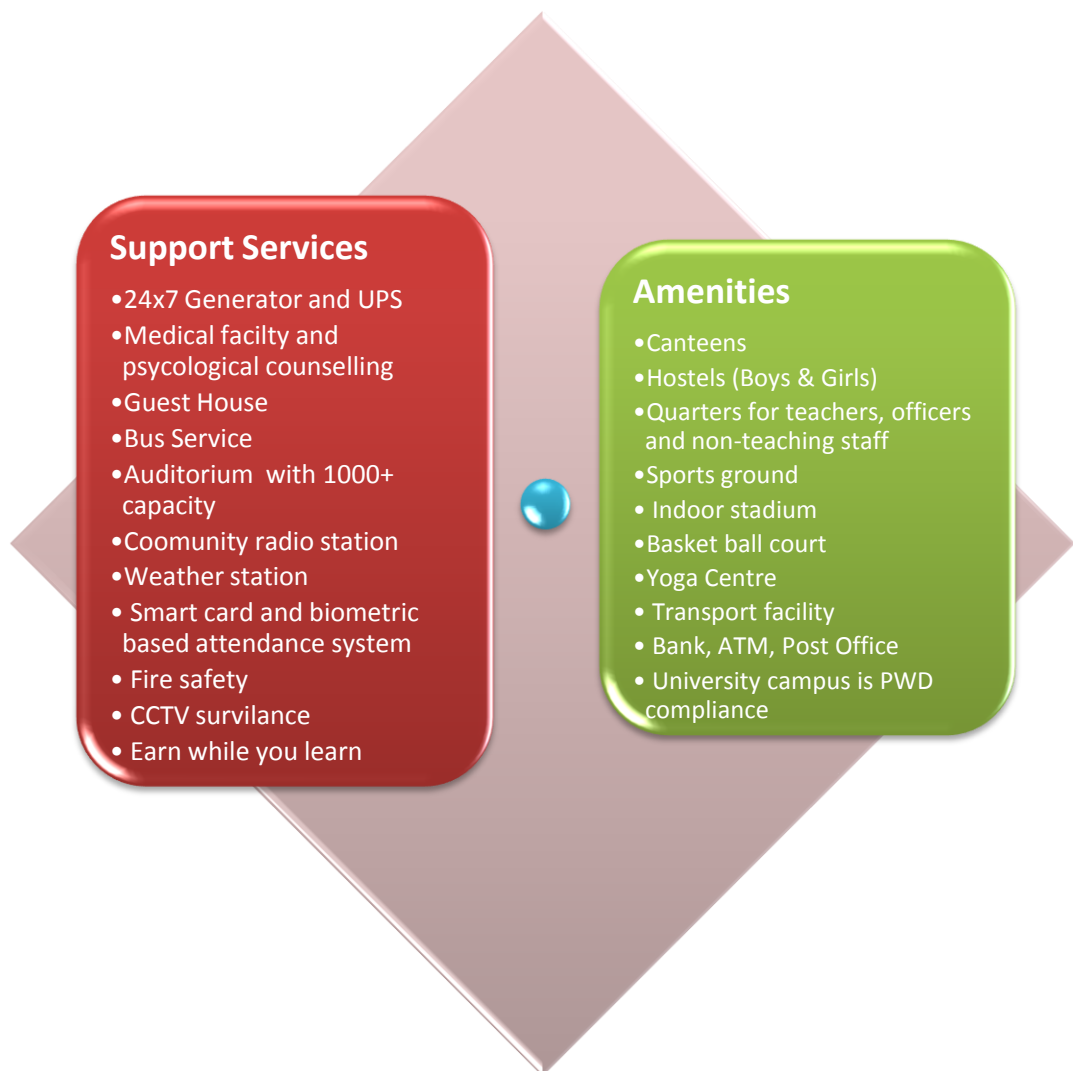 Support Services
•24x7 Generator and UPS
•Medical facilty and
psycological counselling
•Guest House
•Bus Service
•Auditorium  with 1000+
capacity
•Coomunity radio station
•Weather station
• Smart card and biometric
based attendance system
• Fire safety
• CCTV survilance
• Earn while you learn
Amenities
•Canteens
•Hostels (Boys & Girls)
•Quarters for teachers, officers
and non-teaching staff
•Sports ground
• Indoor stadium
•Basket ball court
•Yoga Centre
• Transport facility
• Bank, ATM, Post Office
• University campus is PWD
compliance